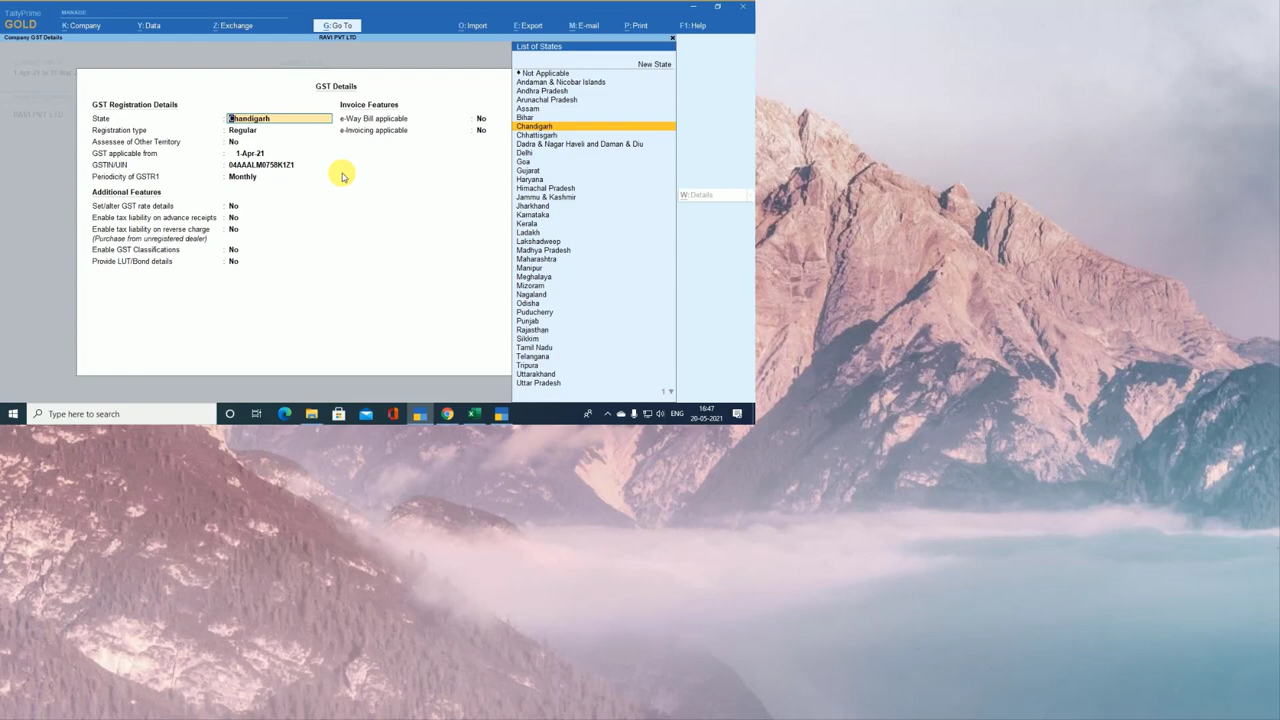 TallyPrime
GOLD
MANAGE
K: Company
Y: Data
Z: Exchange
G: Go To
O: Import
E: Export
M: E-mail
P: Print
F1: Help
Company GST Details
RAVI PVT LTD
GST Details
GST Registration Details
State : Chandigarh
Registration type : Regular
Assessee of Other Territory : No
GST applicable from : 1-Apr-21
GSTIN/UIN : 04AAALM0758K1Z1
Periodicity of GSTR1 : Monthly
Additional Features
Set/alter GST rate details : No
Enable tax liability on advance receipts : No
Enable tax liability on reverse charge : No
(Purchase from unregistered dealer)
Enable GST Classifications : No
Provide LUT/Bond details : No
Invoice Features
e-Way Bill applicable : No
e-Invoicing applicable : No
List of States
New State
♦ Not Applicable
Andaman & Nicobar Islands
Andhra Pradesh
Arunachal Pradesh
Assam
Bihar
Chandigarh
Chhattisgarh
Dadra & Nagar Haveli and Daman & Diu
Delhi
Goa
Gujarat
Haryana
Himachal Pradesh
Jammu & Kashmir
Jharkhand
Karnataka
Kerala
Ladakh
Lakshadweep
Madhya Pradesh
Maharashtra
Manipur
Meghalaya
Mizoram
Nagaland
Odisha
Puducherry
Punjab
Rajasthan
Sikkim
Tamil Nadu
Telangana
Tripura
Uttarakhand
Uttar Pradesh
1 ▼
W: Details
RAVI PVT LTD
Type here to search
ENG
16:47
20-05-2021